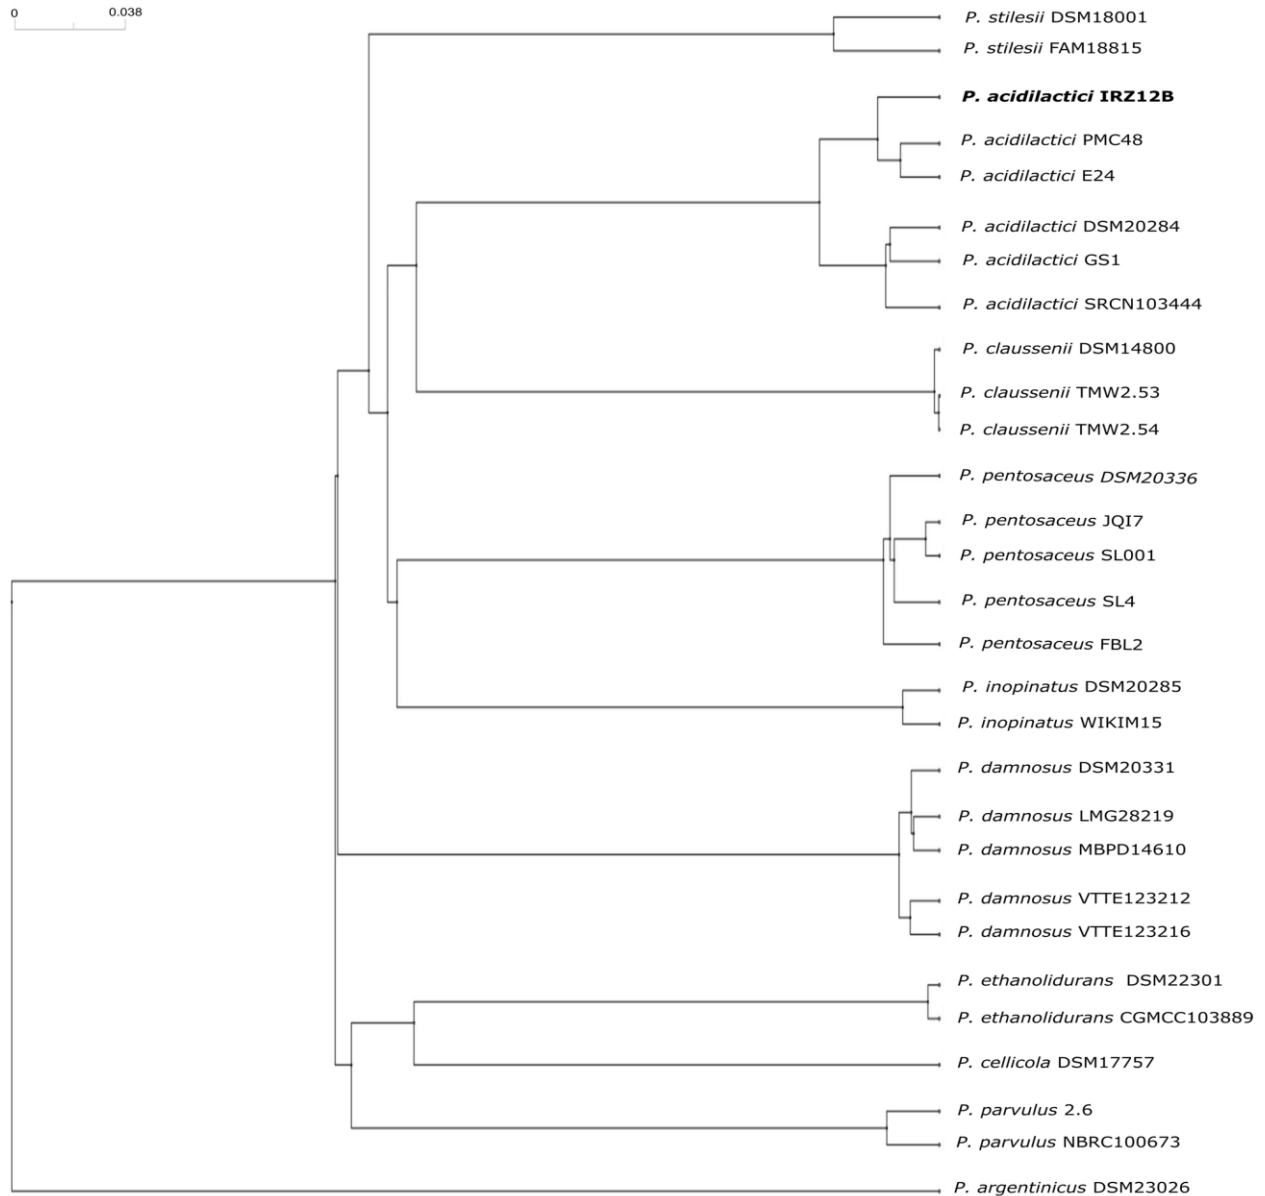 0 0.038
P. stilesii DSM18001
P. stilesii FAM18815
P. acidilactici IRZ12B
P. acidilactici PMC48
P. acidilactici E24
P. acidilactici DSM20284
P. acidilactici GS1
P. acidilactici SRCN103444
P. claussenii DSM14800
P. claussenii TMW2.53
P. claussenii TMW2.54
P. pentosaceus DSM20336
P. pentosaceus JQI7
P. pentosaceus SL001
P. pentosaceus SL4
P. pentosaceus FBL2
P. inopinatus DSM20285
P. inopinatus WIKIM15
P. damnosus DSM20331
P. damnosus LMG28219
P. damnosus MBPD14610
P. damnosus VTTE123212
P. damnosus VTTE123216
P. ethanolidurans DSM22301
P. ethanolidurans CGMCC103889
P. cellicola DSM17757
P. parvulus 2.6
P. parvulus NBRC100673
P. argentinicus DSM23026